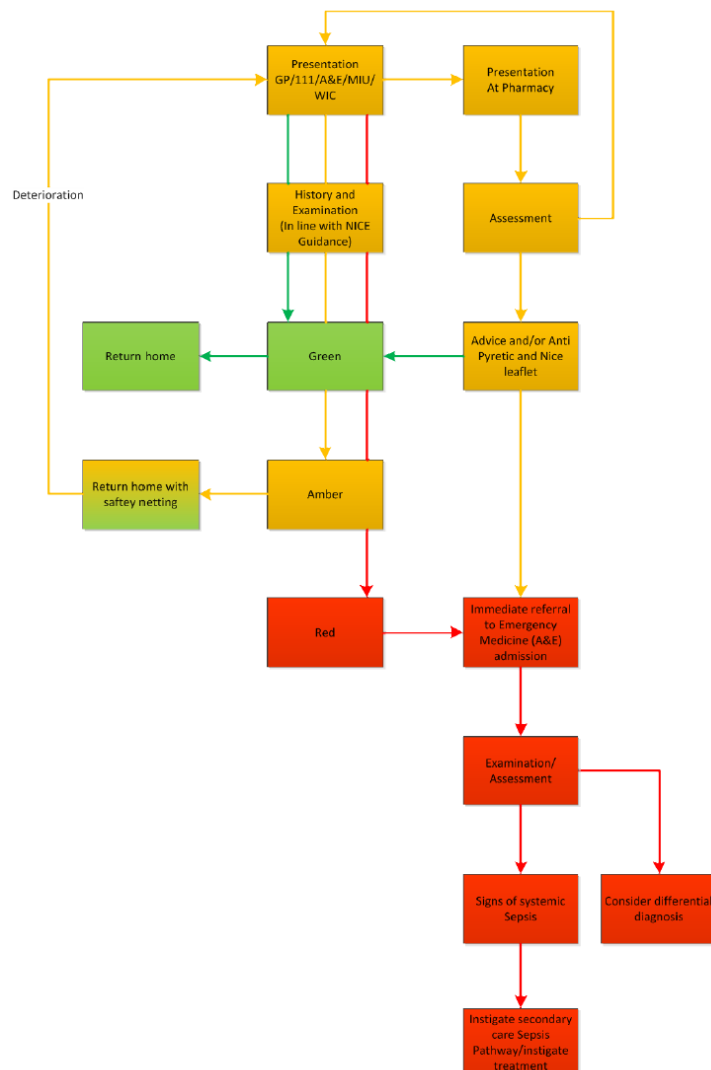 Presentation
GP/111/A&E/MIU/
WIC
Presentation
At Pharmacy
Deterioration
History and
Examination
(In line with NICE
Guidance)
Assessment
Return home
Green
Advice and/or Anti
Pyretic and Nice
leaflet
Return home with
saftey netting
Amber
Red
Immediate referral
to Emergency
Medicine (A&E)
admission
Examination/
Assessment
Signs of systemic
Sepsis
Consider differential
diagnosis
Instigate secondary
care Sepsis
Pathway/instigate
treatment